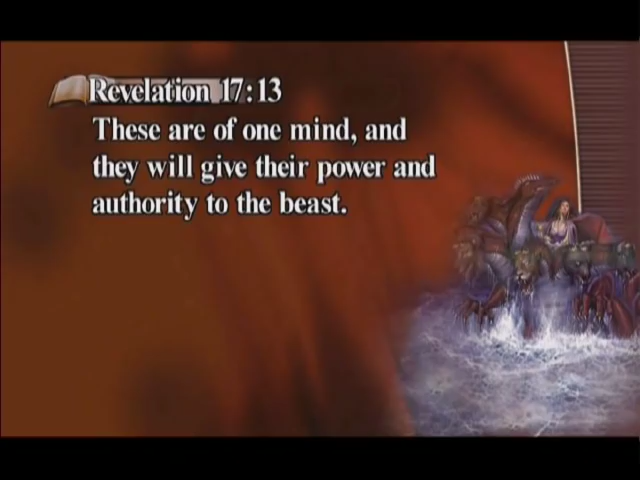 Revelation 17:13
These are of one mind, and
they will give their power and
authority to the beast.